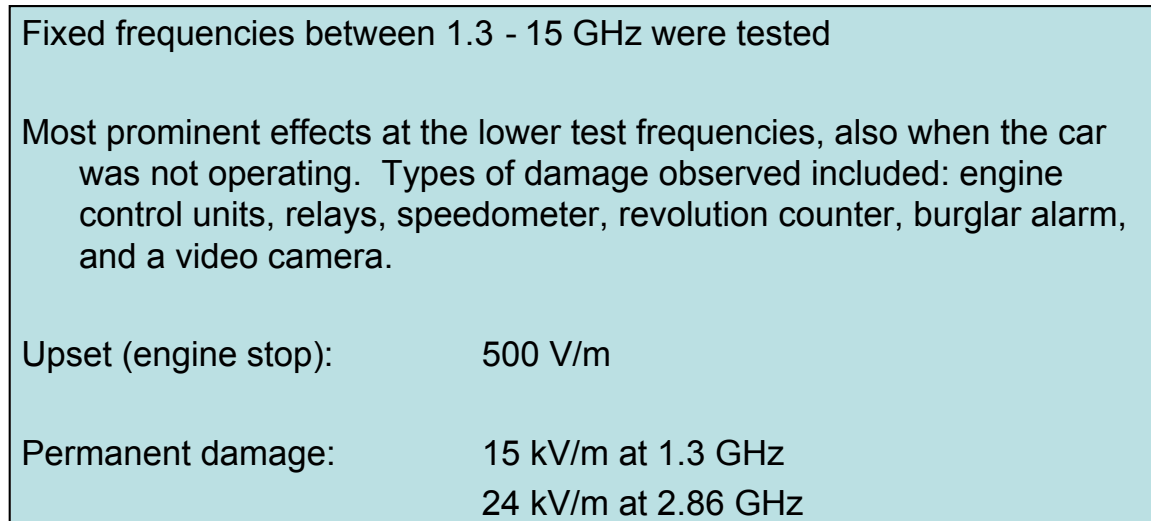 Fixed frequencies between 1.3 - 15 GHz were tested
Most prominent effects at the lower test frequencies, also when the car
was not operating. Types of damage observed included: engine
control units, relays, speedometer, revolution counter, burglar alarm,
and a video camera.
Upset (engine stop): 500 V/m
Permanent damage: 15 kV/m at 1.3 GHz
24 kV/m at 2.86 GHz